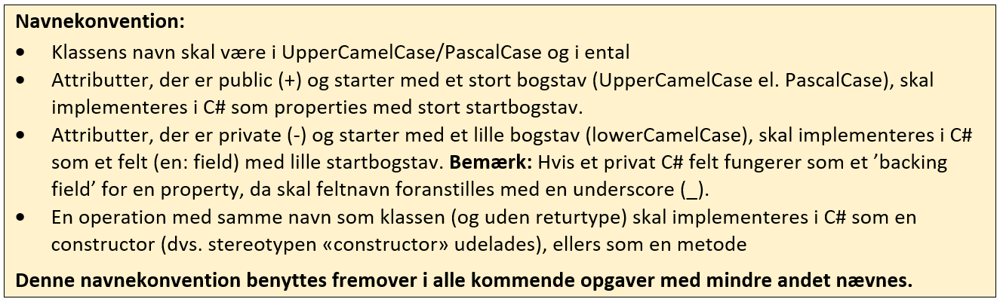 Navnekonvention:
• Klassens navn skal være i UpperCamelCase/PascalCase og i ental
• Attributter, der er public (+) og starter med et stort bogstav (UpperCamelCase el. PascalCase), skal
implementeres i C# som properties med stort startbogstav.
• Attributter, der er private (-) og starter med et lille bogstav (lowerCamelCase), skal implementeres i C#
som et felt (en: field) med lille startbogstav. Bemærk: Hvis et privat C# felt fungerer som et ’backing
field’ for en property, da skal feltnavn foranstilles med en underscore (_).
• En operation med samme navn som klassen (og uden returtype) skal implementeres i C# som en
constructor (dvs. stereotypen «constructor» udelades), ellers som en metode
Denne navnekonvention benyttes fremover i alle kommende opgaver med mindre andet nævnes.